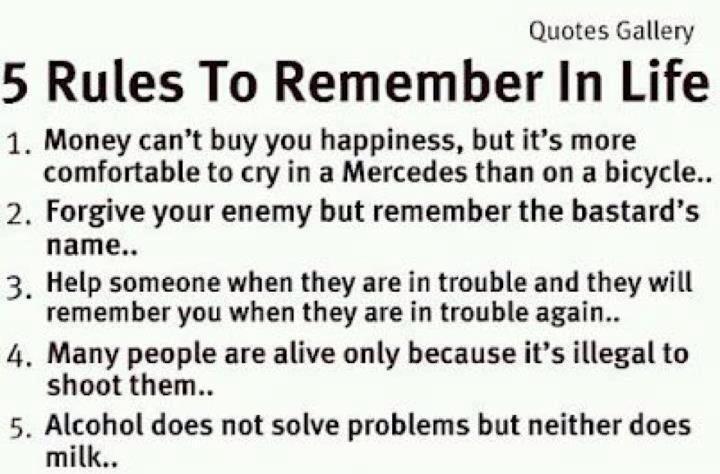 Quotes Gallery
5 Rules To Remember In Life
1. Money can't buy you happiness, but it's more
comfortable to cry in a Mercedes than on a bicycle..
2. Forgive your enemy but remember the bastard's
name..
3. Help someone when they are in trouble and they will
remember you when they are in trouble again..
4. Many people are alive only because it's illegal to
shoot them..
5. Alcohol does not solve problems but neither does
milk..